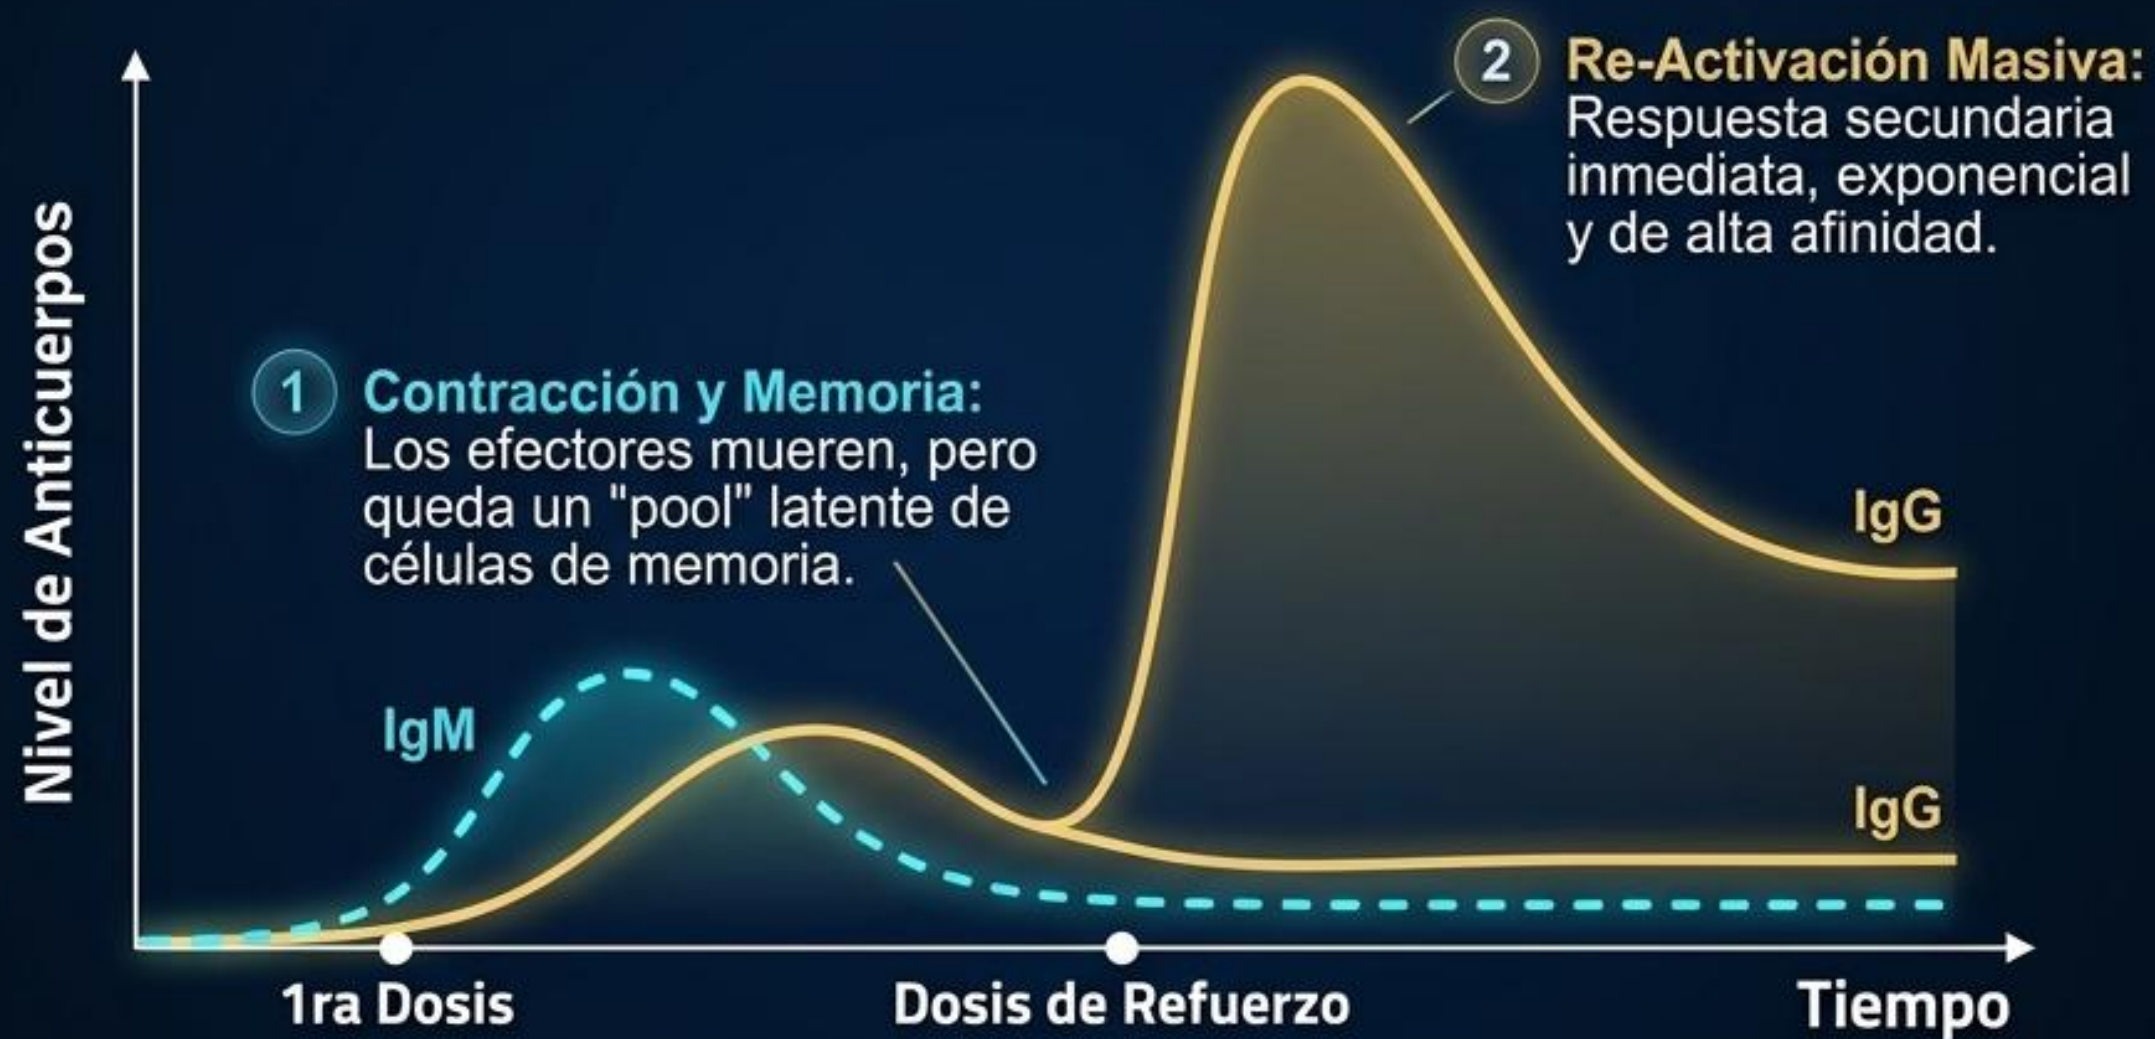 Nivel de Anticuerpos
1
Contracción y Memoria:
Los efectores mueren, pero
queda un "pool" latente de
células de memoria.
2
Re-Activación Masiva:
Respuesta secundaria
inmediata, exponencial
y de alta afinidad.
IgM
IgG
IgG
1ra Dosis
Dosis de Refuerzo
Tiempo